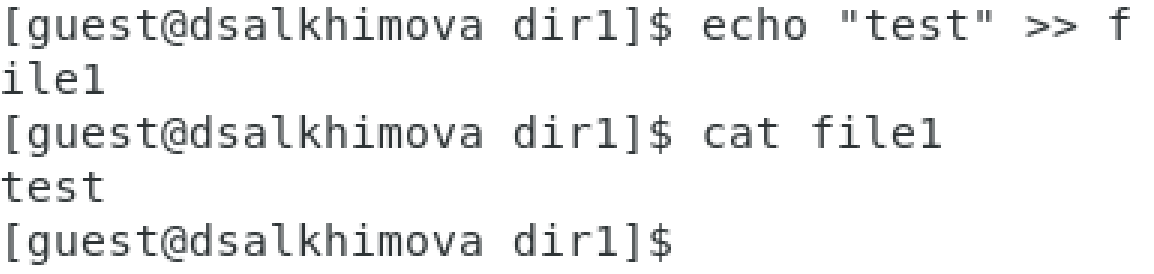 [guest@dsalkhimova dir1]$ echo "test" >> f
ile1
[guest@dsalkhimova dir1]$ cat file1
test
[guest@dsalkhimova dir1]$